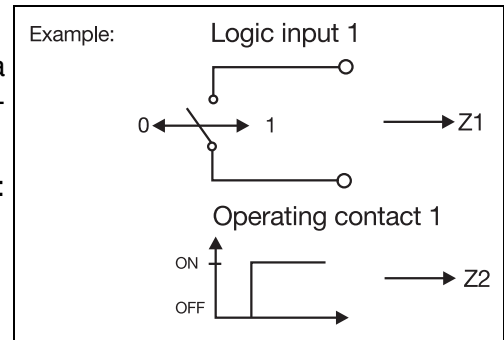 Example:
Logic input 1
a
-
0 1
Z1
:
Operating contact 1
ON
Z2
OFF